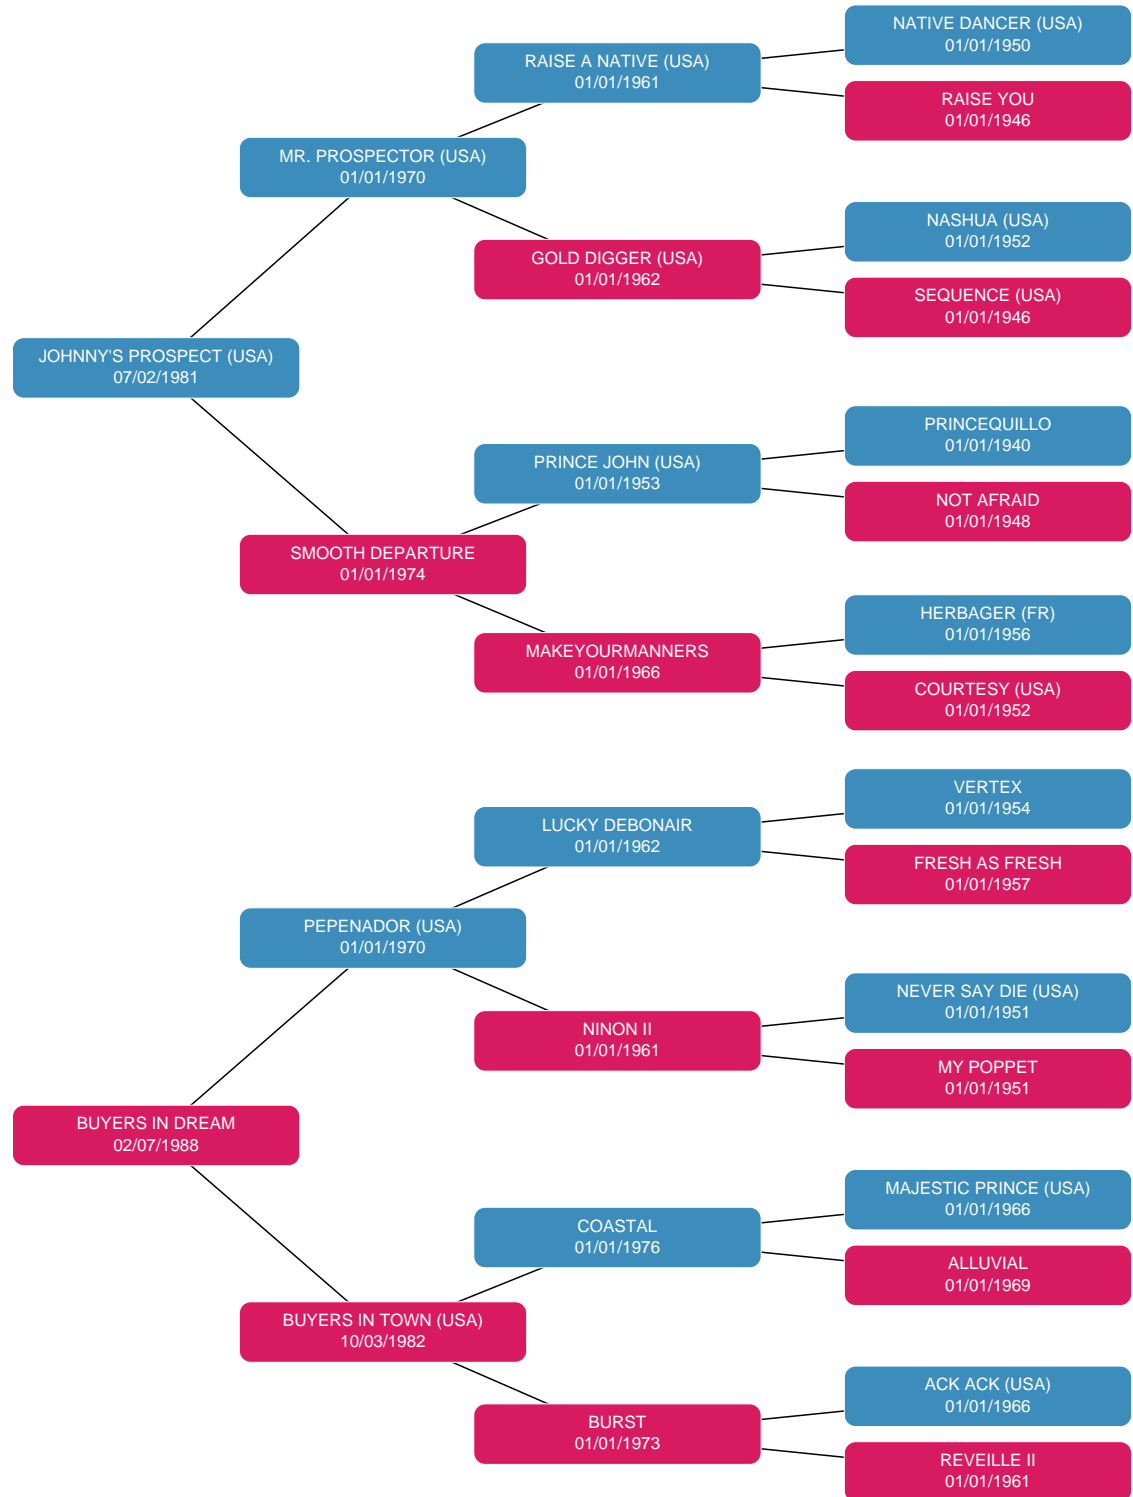 NATIVE DANCER (USA)
01/01/1950
RAISE A NATIVE (USA)
01/01/1961
RAISE YOU
01/01/1946
MR. PROSPECTOR (USA)
01/01/1970
NASHUA (USA)
01/01/1952
GOLD DIGGER (USA)
01/01/1962
SEQUENCE (USA)
01/01/1946
JOHNNY'S PROSPECT (USA)
07/02/1981
PRINCEQUILLO
01/01/1940
PRINCE JOHN (USA)
01/01/1953
NOT AFRAID
01/01/1948
SMOOTH DEPARTURE
01/01/1974
HERBAGER (FR)
01/01/1956
MAKEYOURMANNERS
01/01/1966
COURTESY (USA)
01/01/1952
VERTEX
01/01/1954
LUCKY DEBONAIR
01/01/1962
FRESH AS FRESH
01/01/1957
PEPENADOR (USA)
01/01/1970
NEVER SAY DIE (USA)
01/01/1951
NINON II
01/01/1961
MY POPPET
01/01/1951
BUYERS IN DREAM
02/07/1988
MAJESTIC PRINCE (USA)
01/01/1966
COASTAL
01/01/1976
ALLUVIAL
01/01/1969
BUYERS IN TOWN (USA)
10/03/1982
ACK ACK (USA)
01/01/1966
BURST
01/01/1973
REVEILLE II
01/01/1961